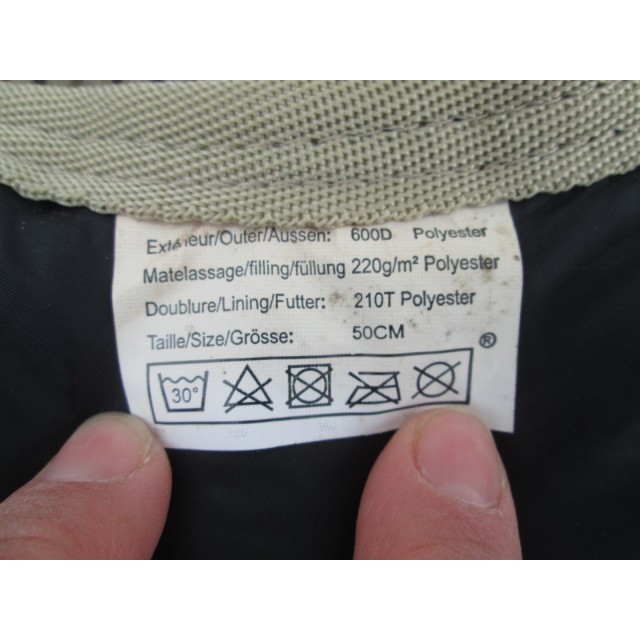 Extérieur/Outer/Aussen: 600D Polyester
Matelassage/filling/füllung 220g/m² Polyester
Doublure/Lining/Futter: 210T Polyester
Taille/Size/Grösse: 50CM
®
30°